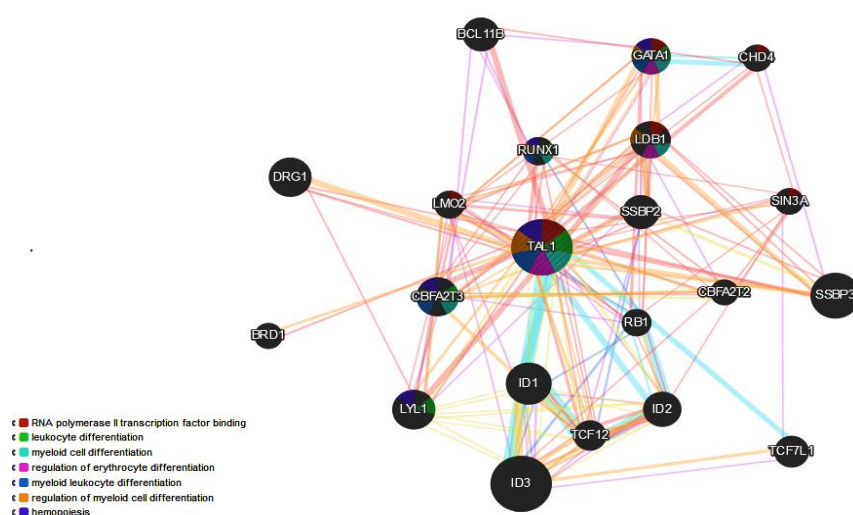 BCL11B
GATA1
CHD4
RUNX1
LDB1
DRG1
LMO2
SSBP2
SIN3A
TAL1
CBFA2T3
CBFA2T2
SSBP3
RB1
BRD1
ID1
LYL1
ID2
TCF12
TCF7L1
ID3
RNA polymerase II transcription factor binding
leukocyte differentiation
myeloid cell differentiation
regulation of erythrocyte differentiation
myeloid leukocyte differentiation
regulation of myeloid cell differentiation
hemopoiesis